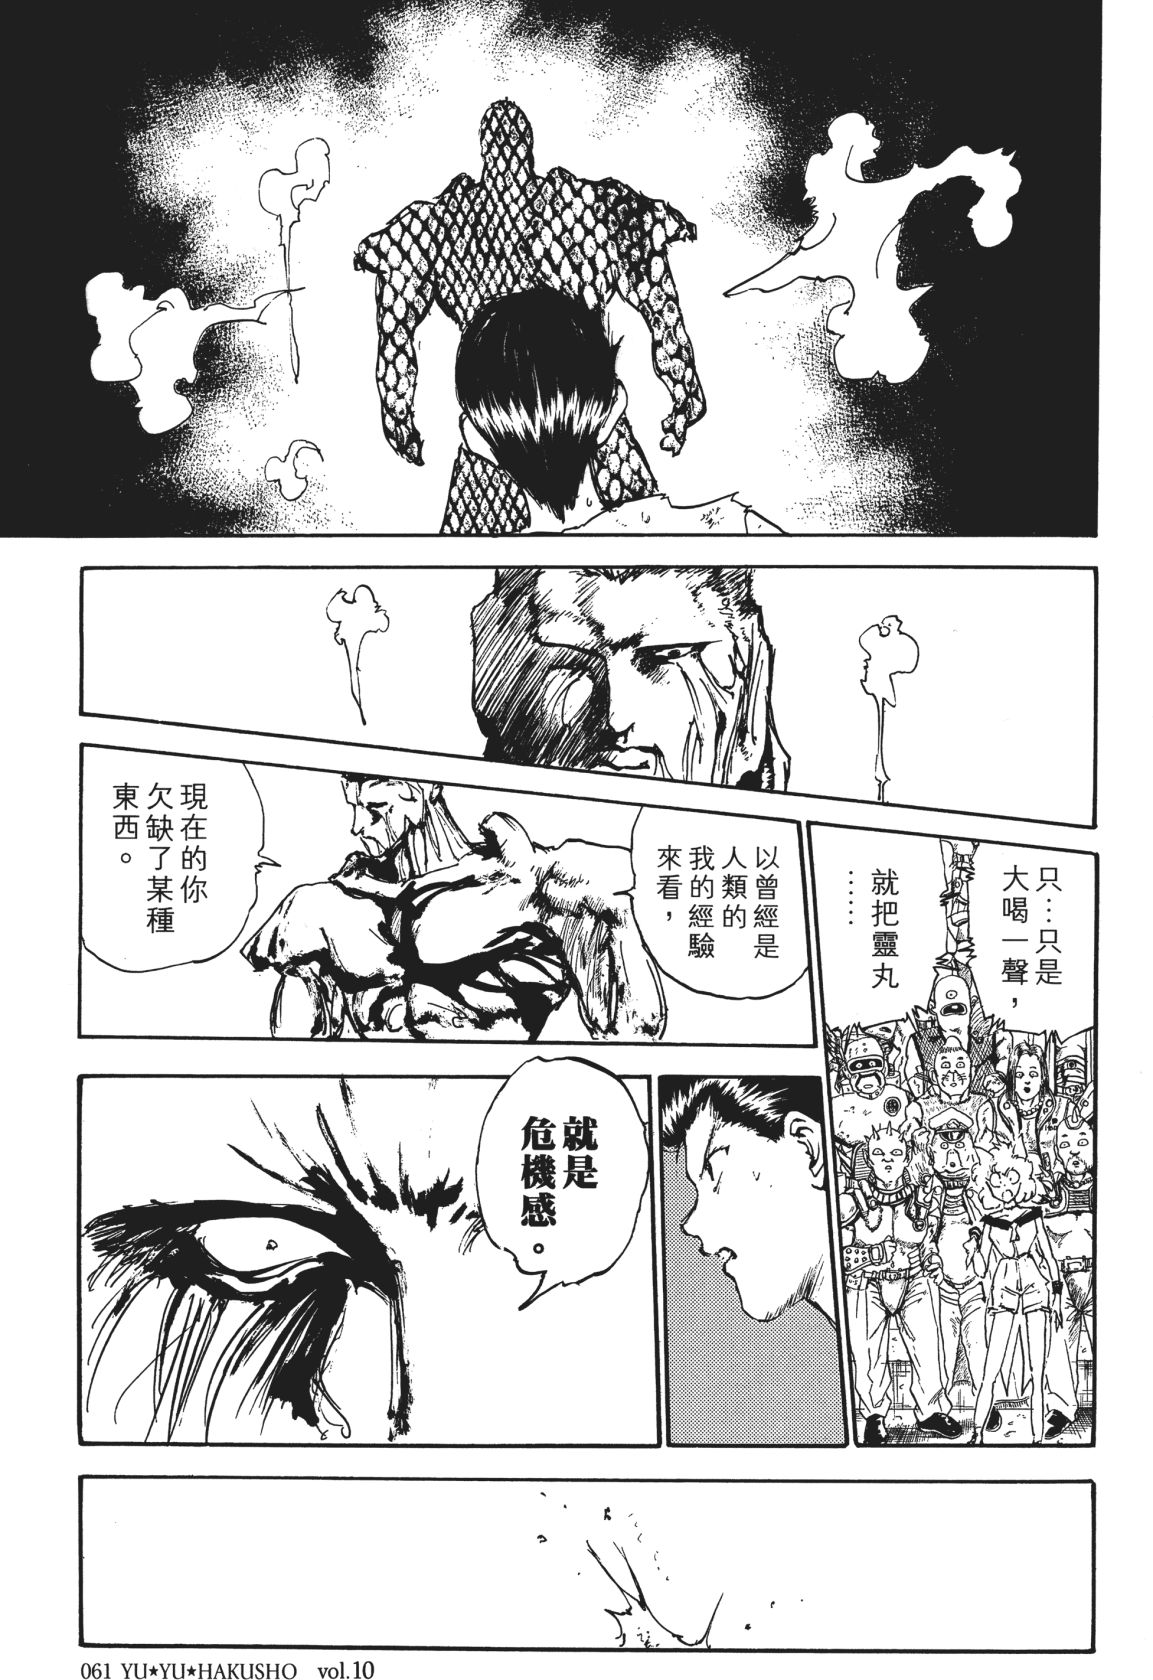 只…只是
大喝一聲，
就把靈丸
……
以曾經是
人類的
我的經驗
來看，
現在的你
欠缺了某種
東西。
就是
危機感。
061 YU★YU★HAKUSHO vol.10